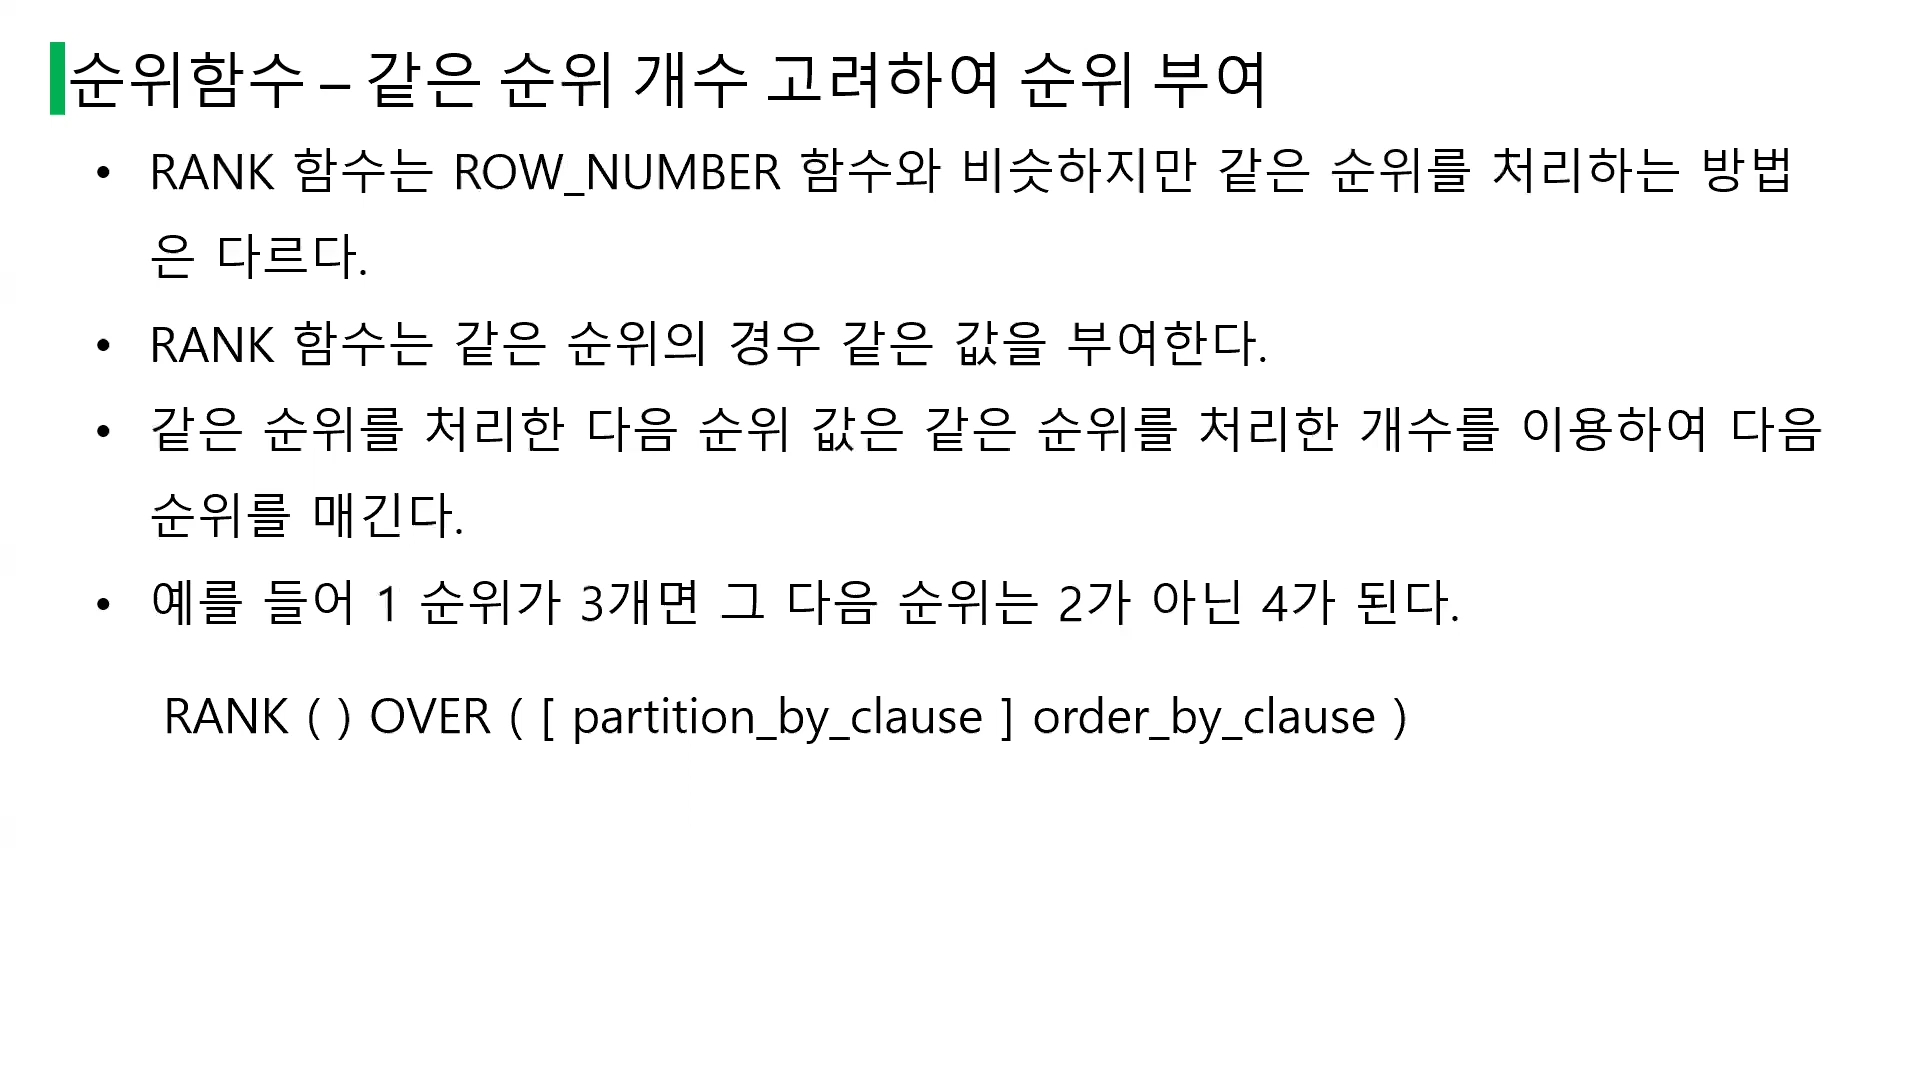 순위함수 – 같은 순위 개수 고려하여 순위 부여
• RANK 함수는 ROW_NUMBER 함수와 비슷하지만 같은 순위를 처리하는 방법
은 다르다.
• RANK 함수는 같은 순위의 경우 같은 값을 부여한다.
• 같은 순위를 처리한 다음 순위 값은 같은 순위를 처리한 개수를 이용하여 다음
순위를 매긴다.
• 예를 들어 1 순위가 3개면 그 다음 순위는 2가 아닌 4가 된다.
RANK ( ) OVER ( [ partition_by_clause ] order_by_clause )